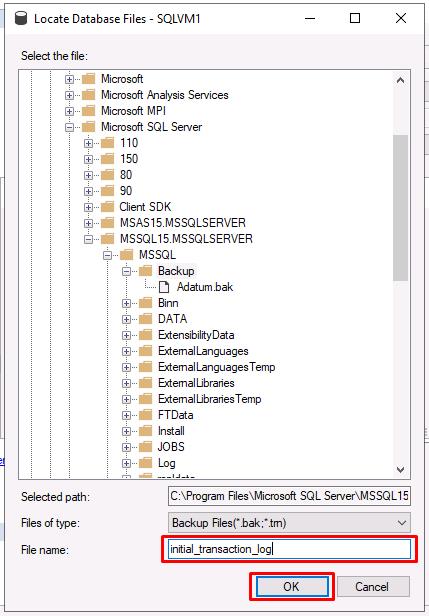 Locate Database Files - SQLVM1
Select the file:
Microsoft
Microsoft Analysis Services
Microsoft MPI
Microsoft SQL Server
110
150
80
90
Client SDK
MSAS15.MSSQLSERVER
MSSQL15.MSSQLSERVER
MSSQL
Backup
Adatum.bak
Binn
DATA
ExtensibilityData
ExternalLanguages
ExternalLanguagesTemp
ExternalLibraries
ExternalLibrariesTemp
FTData
Install
JOBS
Log
Selected path: C:\Program Files\Microsoft SQL Server\MSSQL15
Files of type: Backup Files(*.bak;*.trn)
File name: initial_transaction_log
OK Cancel